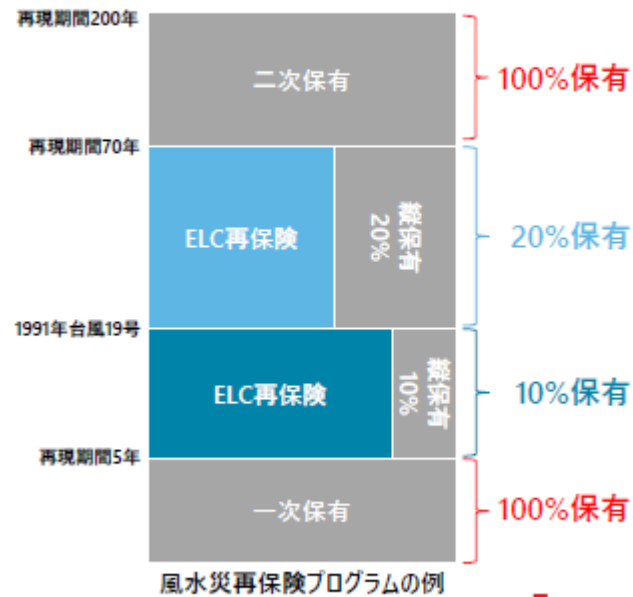 再現期間200年
二次保有
100%保有
再現期間70年
ELC再保険
縦保有
20%
20%保有
1991年台風19号
ELC再保険
縦保有
10%
10%保有
再現期間5年
一次保有
100%保有
風水災再保険プログラムの例